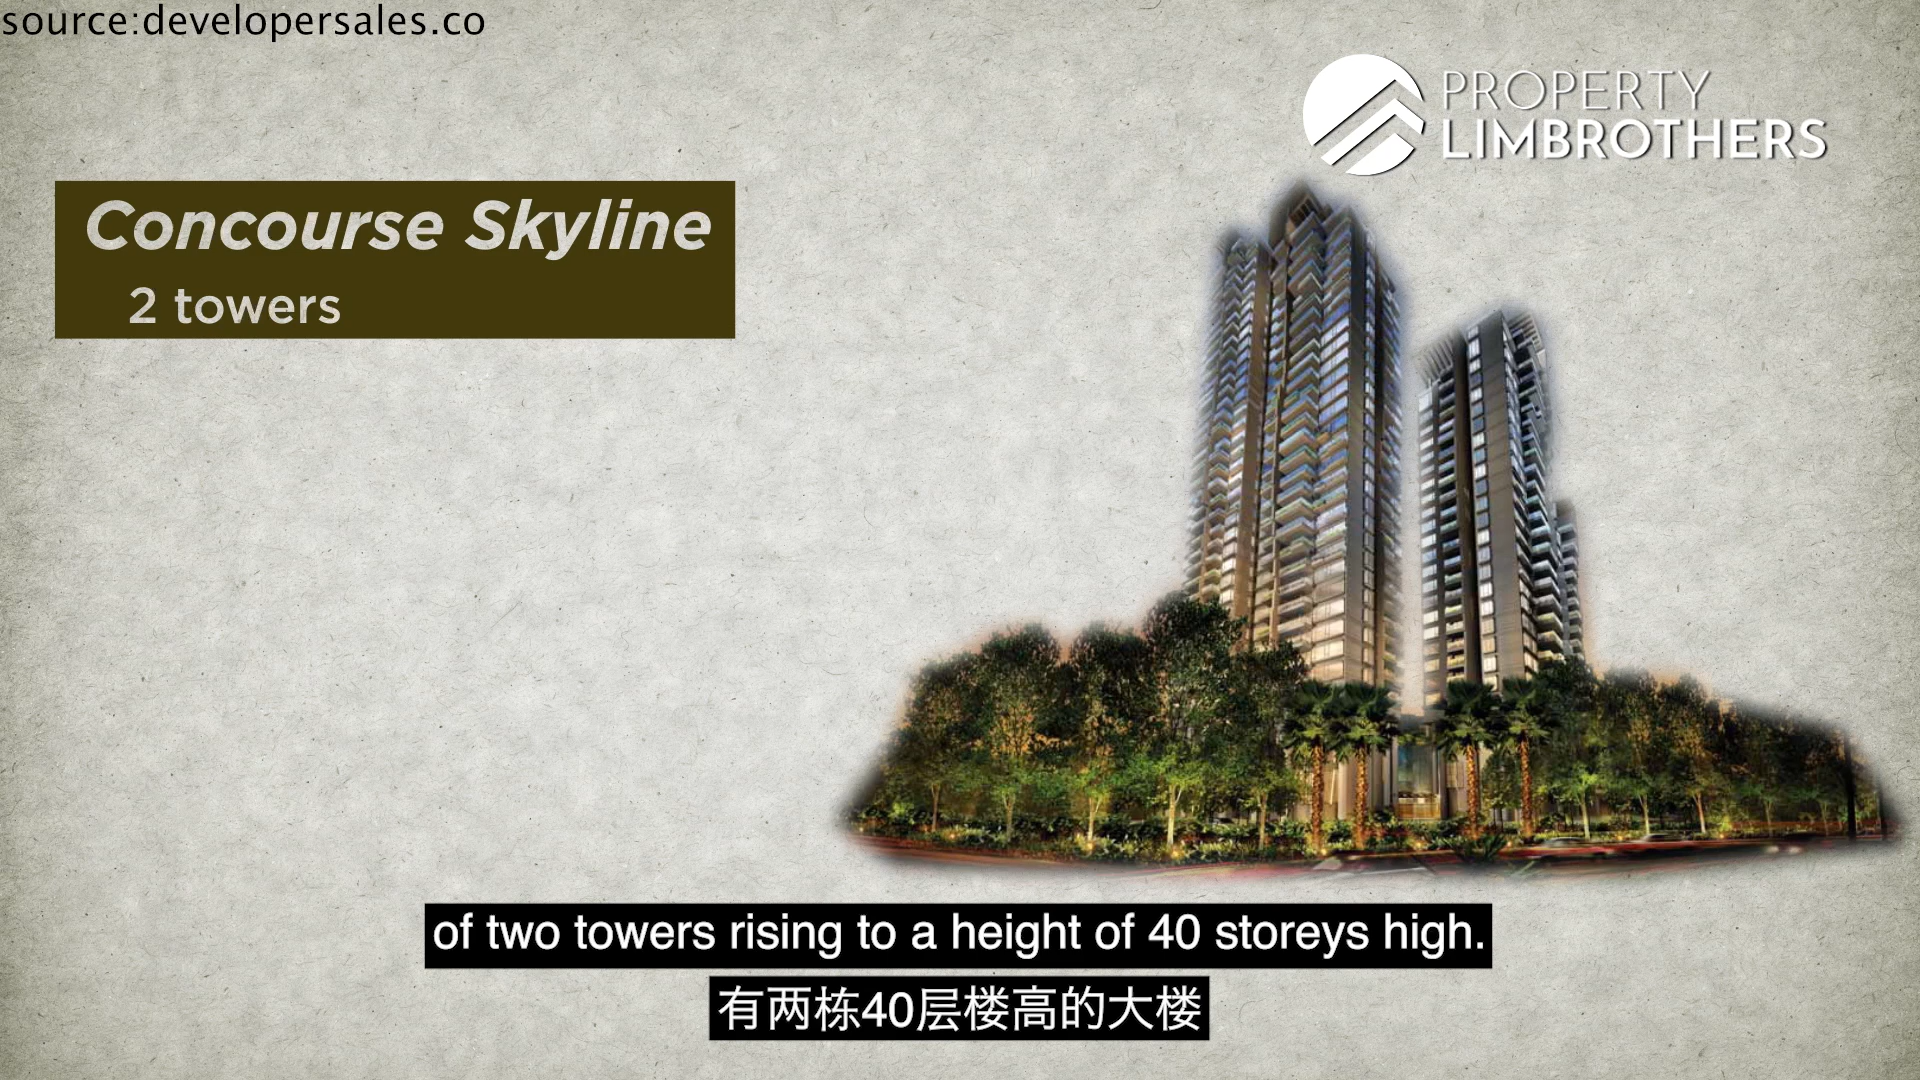 source:developersales.co
PROPERTY
LIMBROTHERS
Concourse Skyline
2 towers
of two towers rising to a height of 40 storeys high.
有两栋40层楼高的大楼